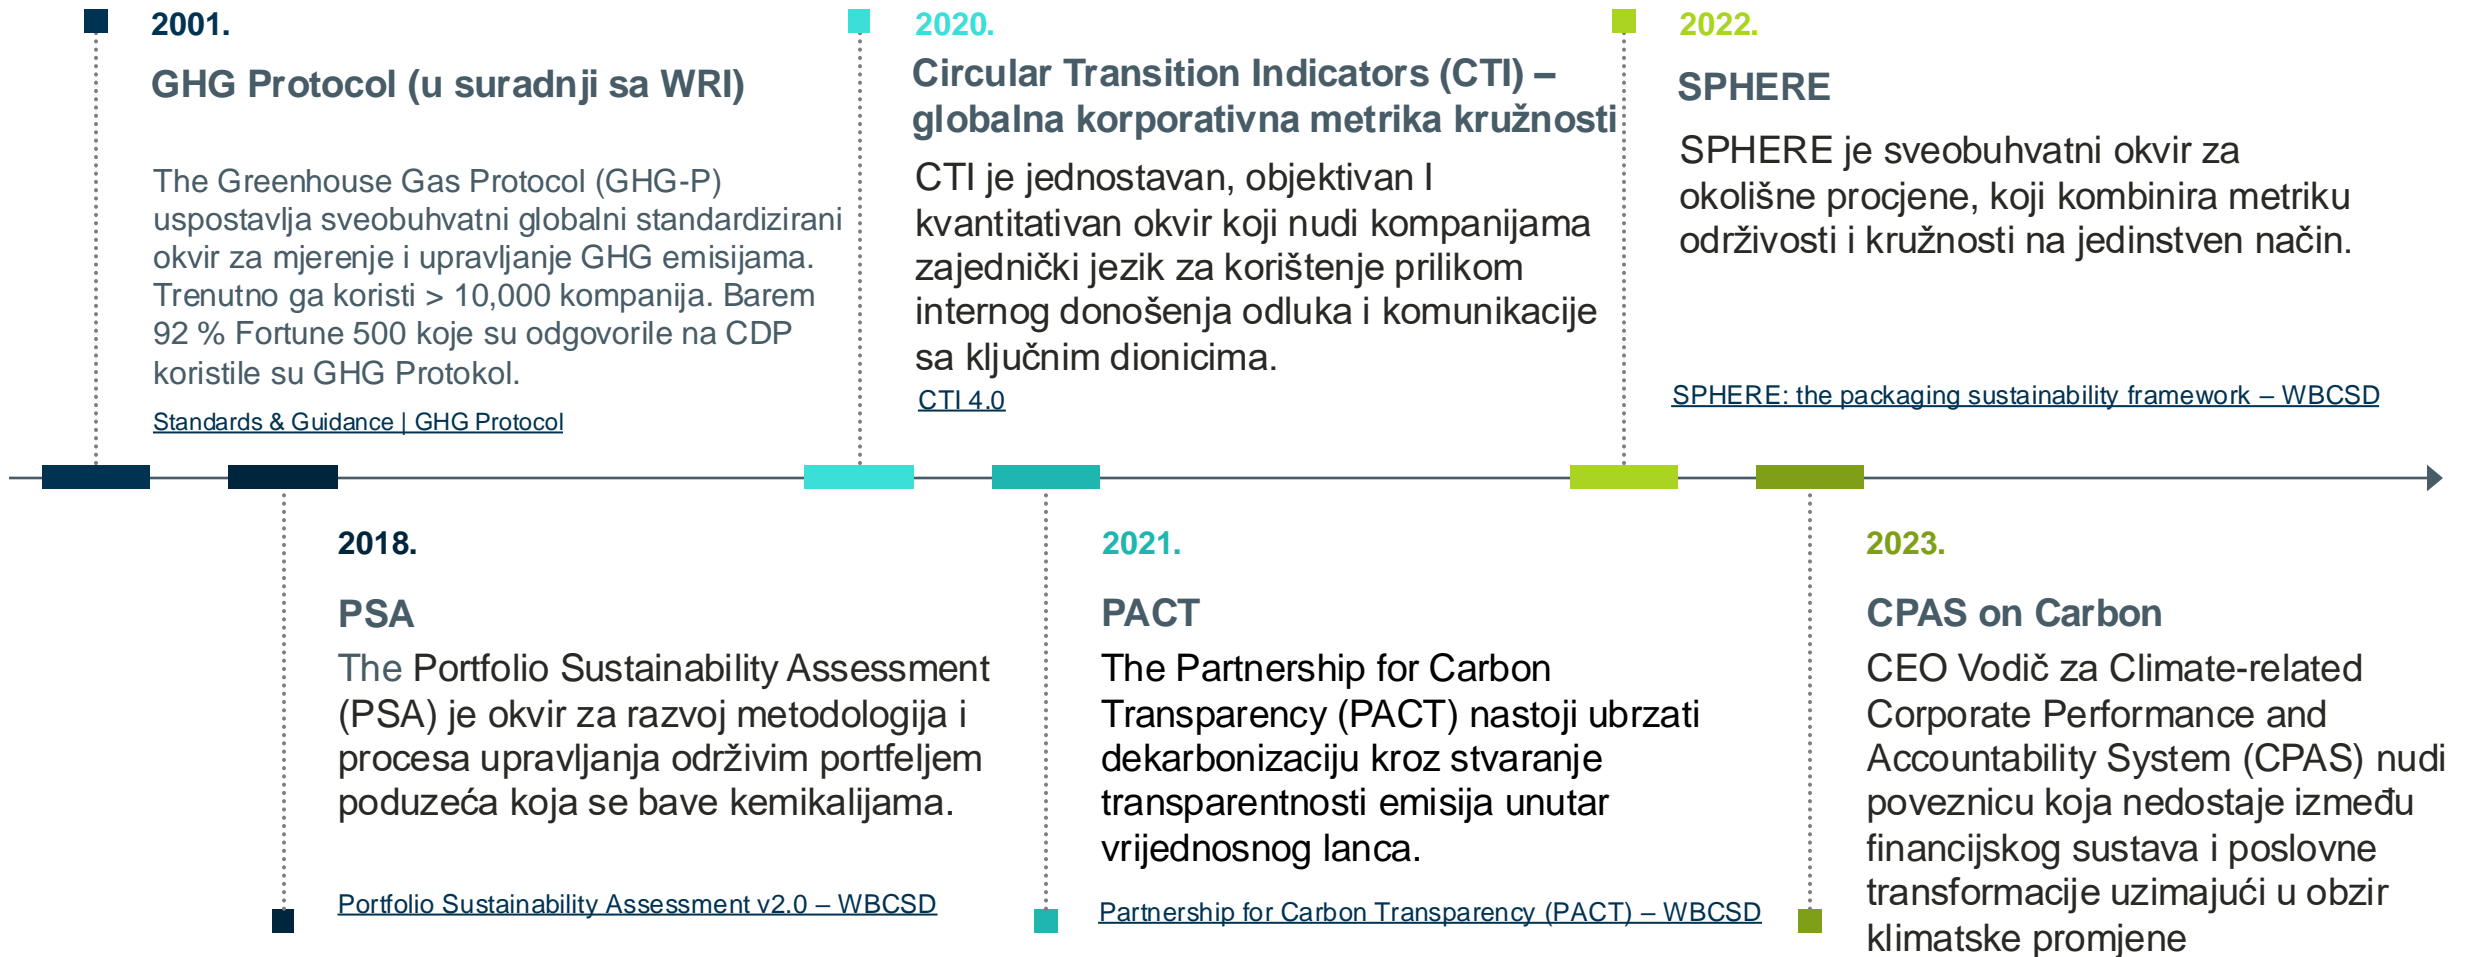 2001.
GHG Protocol (u suradnji sa WRI)
The Greenhouse Gas Protocol (GHG-P)
uspostavlja sveobuhvatni globalni standardizirani
okvir za mjerenje i upravljanje GHG emisijama.
Trenutno ga koristi > 10,000 kompanija. Barem
92 % Fortune 500 koje su odgovorile na CDP
koristile su GHG Protokol.
Standards & Guidance | GHG Protocol
2020.
Circular Transition Indicators (CTI) –
globalna korporativna metrika kružnosti
CTI je jednostavan, objektivan I
kvantitativan okvir koji nudi kompanijama
zajednički jezik za korištenje prilikom
internog donošenja odluka i komunikacije
sa ključnim dionicima.
CTI 4.0
2022.
SPHERE
SPHERE je sveobuhvatni okvir za
okolišne procjene, koji kombinira metriku
održivosti i kružnosti na jedinstven način.
SPHERE: the packaging sustainability framework – WBCSD
2018.
PSA
The Portfolio Sustainability Assessment
(PSA) je okvir za razvoj metodologija i
procesa upravljanja održivim portfeljem
poduzeća koja se bave kemikalijama.
Portfolio Sustainability Assessment v2.0 – WBCSD
2021.
PACT
The Partnership for Carbon
Transparency (PACT) nastoji ubrzati
dekarbonizaciju kroz stvaranje
transparentnosti emisija unutar
vrijednosnog lanca.
Partnership for Carbon Transparency (PACT) – WBCSD
2023.
CPAS on Carbon
CEO Vodič za Climate-related
Corporate Performance and
Accountability System (CPAS) nudi
poveznicu koja nedostaje između
financijskog sustava i poslovne
transformacije uzimajući u obzir
klimatske promjene